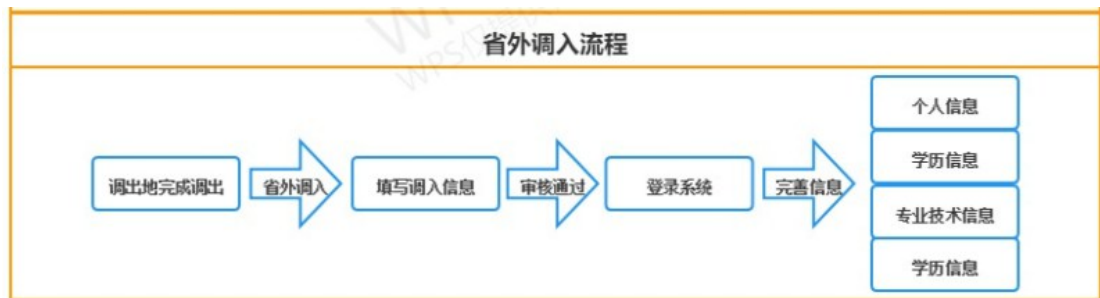 省外调入流程
调出地完成调出
省外调入
填写调入信息
审核通过
登录系统
完善信息
个人信息
学历信息
专业技术信息
学历信息